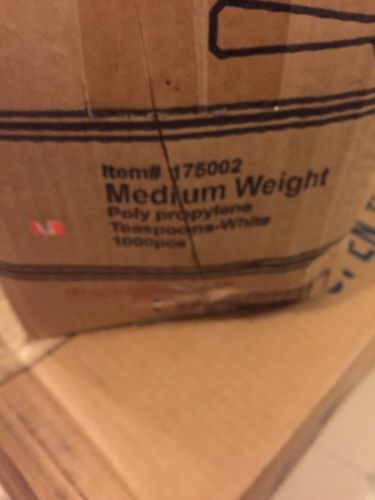 Item# 175002
Medium Weight
Poly propylene
Teaspoons-White
1000pcs